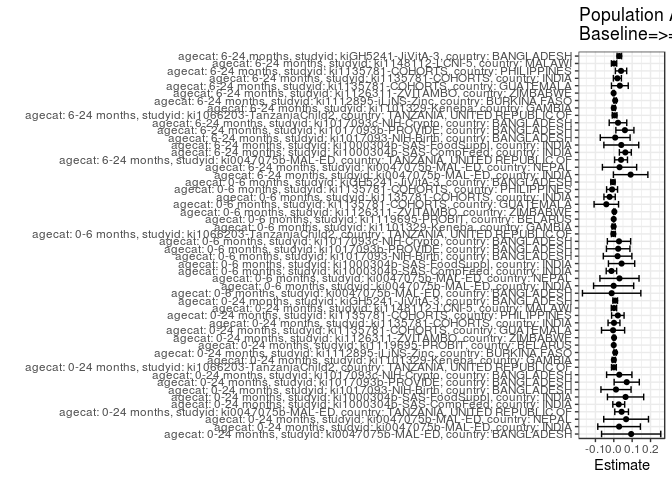 Population A
Baseline=>=
agecat: 6-24 months, studyid: kiGH5241-JiVitA-3, country: BANGLADESH
agecat: 6-24 months, studyid: ki1148112-LCNI-5, country: MALAWI
agecat: 6-24 months, studyid: ki1135781-COHORTS, country: PHILIPPINES
agecat: 6-24 months, studyid: ki1135781-COHORTS, country: INDIA
agecat: 6-24 months, studyid: ki1135781-COHORTS, country: GUATEMALA
agecat: 6-24 months, studyid: ki1126311-ZVITAMBO, country: ZIMBABWE
agecat: 6-24 months, studyid: ki1112895-iLiNS-Zinc, country: BURKINA FASO
agecat: 6-24 months, studyid: ki1101329-Keneba, country: GAMBIA
agecat: 6-24 months, studyid: ki1066203-TanzaniaChild2, country: TANZANIA, UNITED REPUBLIC OF
agecat: 6-24 months, studyid: ki1017093c-NIH-Crypto, country: BANGLADESH
agecat: 6-24 months, studyid: ki1017093b-PROVIDE, country: BANGLADESH
agecat: 6-24 months, studyid: ki1017093-NIH-Birth, country: BANGLADESH
agecat: 6-24 months, studyid: ki1000304b-SAS-FoodSuppl, country: INDIA
agecat: 6-24 months, studyid: ki1000304b-SAS-CompFeed, country: INDIA
agecat: 6-24 months, studyid: ki0047075b-MAL-ED, country: TANZANIA, UNITED REPUBLIC OF
agecat: 6-24 months, studyid: ki0047075b-MAL-ED, country: NEPAL
agecat: 6-24 months, studyid: ki0047075b-MAL-ED, country: INDIA
agecat: 0-6 months, studyid: kiGH5241-JiVitA-3, country: BANGLADESH
agecat: 0-6 months, studyid: ki1135781-COHORTS, country: PHILIPPINES
agecat: 0-6 months, studyid: ki1135781-COHORTS, country: INDIA
agecat: 0-6 months, studyid: ki1135781-COHORTS, country: GUATEMALA
agecat: 0-6 months, studyid: ki1126311-ZVITAMBO, country: ZIMBABWE
agecat: 0-6 months, studyid: ki1119695-PROBIT, country: BELARUS
agecat: 0-6 months, studyid: ki1101329-Keneba, country: GAMBIA
agecat: 0-6 months, studyid: ki1066203-TanzaniaChild2, country: TANZANIA, UNITED REPUBLIC OF
agecat: 0-6 months, studyid: ki1017093c-NIH-Crypto, country: BANGLADESH
agecat: 0-6 months, studyid: ki1017093b-PROVIDE, country: BANGLADESH
agecat: 0-6 months, studyid: ki1017093-NIH-Birth, country: BANGLADESH
agecat: 0-6 months, studyid: ki1000304b-SAS-FoodSuppl, country: INDIA
agecat: 0-6 months, studyid: ki1000304b-SAS-CompFeed, country: INDIA
agecat: 0-6 months, studyid: ki0047075b-MAL-ED, country: NEPAL
agecat: 0-6 months, studyid: ki0047075b-MAL-ED, country: INDIA
agecat: 0-6 months, studyid: ki0047075b-MAL-ED, country: BANGLADESH
agecat: 0-24 months, studyid: kiGH5241-JiVitA-3, country: BANGLADESH
agecat: 0-24 months, studyid: ki1148112-LCNI-5, country: MALAWI
agecat: 0-24 months, studyid: ki1135781-COHORTS, country: PHILIPPINES
agecat: 0-24 months, studyid: ki1135781-COHORTS, country: INDIA
agecat: 0-24 months, studyid: ki1135781-COHORTS, country: GUATEMALA
agecat: 0-24 months, studyid: ki1126311-ZVITAMBO, country: ZIMBABWE
agecat: 0-24 months, studyid: ki1119695-PROBIT, country: BELARUS
agecat: 0-24 months, studyid: ki1112895-iLiNS-Zinc, country: BURKINA FASO
agecat: 0-24 months, studyid: ki1101329-Keneba, country: GAMBIA
agecat: 0-24 months, studyid: ki1066203-TanzaniaChild2, country: TANZANIA, UNITED REPUBLIC OF
agecat: 0-24 months, studyid: ki1017093c-NIH-Crypto, country: BANGLADESH
agecat: 0-24 months, studyid: ki1017093b-PROVIDE, country: BANGLADESH
agecat: 0-24 months, studyid: ki1017093-NIH-Birth, country: BANGLADESH
agecat: 0-24 months, studyid: ki1000304b-SAS-FoodSuppl, country: INDIA
agecat: 0-24 months, studyid: ki1000304b-SAS-CompFeed, country: INDIA
agecat: 0-24 months, studyid: ki0047075b-MAL-ED, country: TANZANIA, UNITED REPUBLIC OF
agecat: 0-24 months, studyid: ki0047075b-MAL-ED, country: NEPAL
agecat: 0-24 months, studyid: ki0047075b-MAL-ED, country: INDIA
agecat: 0-24 months, studyid: ki0047075b-MAL-ED, country: BANGLADESH
-0.1 0.0 0.1 0.2
Estimate